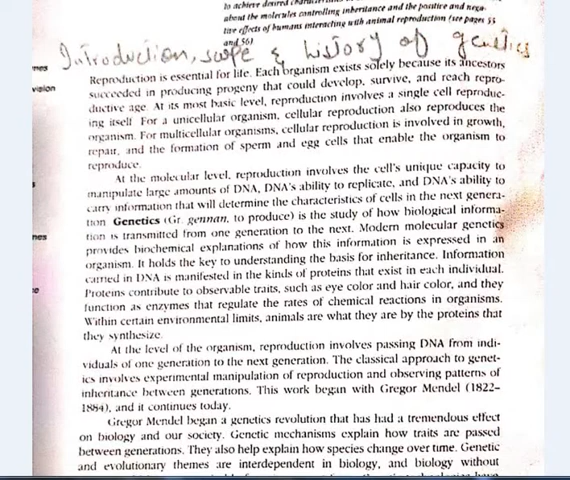 to achieve desired
about the molecules controlling inheritance and the positive and nega-
tive effects of humans interacting with animal reproduction (see pages 55
and 56)
Introduction, scope & history of genetics
Reproduction is essential for life. Each organism exists solely because its ancestors
vision
succeeded in producing progeny that could develop, survive, and reach repro-
ductive age. At its most basic level, reproduction involves a single cell reproduc-
ing itself. For a unicellular organism, cellular reproduction also reproduces the
organism. For multicellular organisms, cellular reproduction is involved in growth,
repair, and the formation of sperm and egg cells that enable the organism to
reproduce.
At the molecular level, reproduction involves the cell's unique capacity to
manipulate large amounts of DNA, DNA's ability to replicate, and DNA's ability to
carry information that will determine the characteristics of cells in the next genera-
tion. Genetics (Gr. gennan, to produce) is the study of how biological informa-
tion is transmitted from one generation to the next. Modern molecular genetics
provides biochemical explanations of how this information is expressed in an
organism. It holds the key to understanding the basis for inheritance. Information
carried in DNA is manifested in the kinds of proteins that exist in each individual.
Proteins contribute to observable traits, such as eye color and hair color, and they
function as enzymes that regulate the rates of chemical reactions in organisms.
Within certain environmental limits, animals are what they are by the proteins that
they synthesize.
At the level of the organism, reproduction involves passing DNA from indi-
viduals of one generation to the next generation. The classical approach to genet-
ics involves experimental manipulation of reproduction and observing patterns of
inheritance between generations. This work began with Gregor Mendel (1822–
1884), and it continues today.
Gregor Mendel began a genetics revolution that has had a tremendous effect
on biology and our society. Genetic mechanisms explain how traits are passed
between generations. They also help explain how species change over time. Genetic
and evolutionary themes are interdependent in biology, and biology without